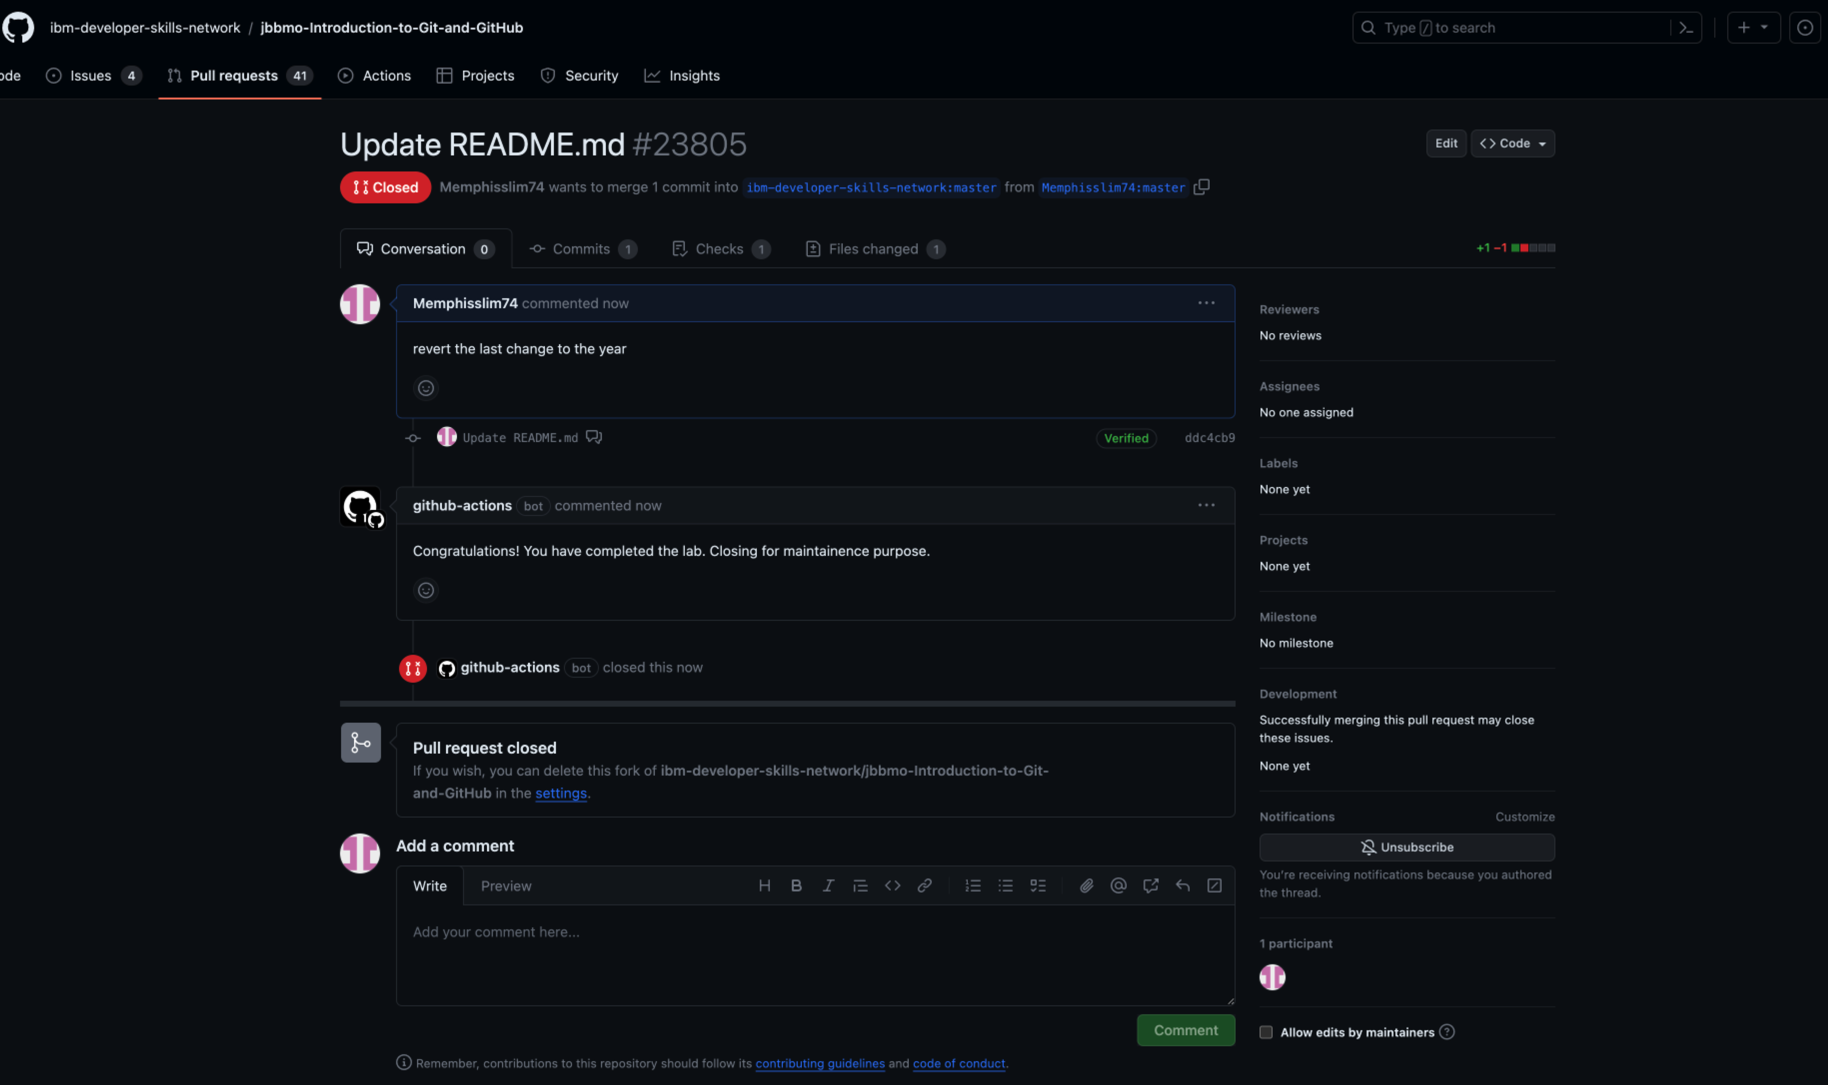 ibm-developer-skills-network / jbbmo-Introduction-to-Git-and-GitHub
Type / to search
ode Issues 4 Pull requests 41 Actions Projects Security Insights
Update README.md #23805
Edit <> Code
Closed Memphisslim74 wants to merge 1 commit into ibm-developer-skills-network:master from Memphisslim74:master
Conversation 0 Commits 1 Checks 1 Files changed 1
+1 −1
Memphisslim74 commented now
revert the last change to the year
Update README.md Verified ddc4cb9
github-actions bot commented now
Congratulations! You have completed the lab. Closing for maintainence purpose.
github-actions bot closed this now
Pull request closed
If you wish, you can delete this fork of ibm-developer-skills-network/jbbmo-Introduction-to-Git-
and-GitHub in the settings.
Add a comment
Write Preview
Add your comment here...
Comment
Remember, contributions to this repository should follow its contributing guidelines and code of conduct.
Reviewers
No reviews
Assignees
No one assigned
Labels
None yet
Projects
None yet
Milestone
No milestone
Development
Successfully merging this pull request may close
these issues.
None yet
Notifications Customize
Unsubscribe
You're receiving notifications because you authored
the thread.
1 participant
Allow edits by maintainers